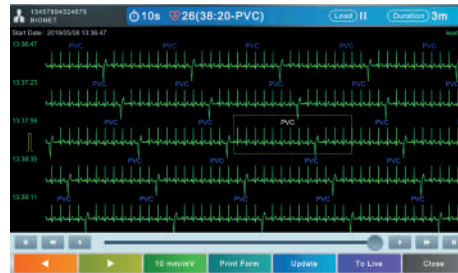 BIONET
10s 26(38:20-PVC) Lead II Duration 3m
Start Date : 2019/05/08 13:36:47
13:36:47 PVC PVC PVC PVC
13:37:23 PVC PVC PVC PVC
13:37:59 PVC PVC PVC PVC
13:38:35 PVC PVC PVC PVC
13:39:11 PVC PVC PVC PVC PVC
10 mm/mV Print Form Update To Live Close